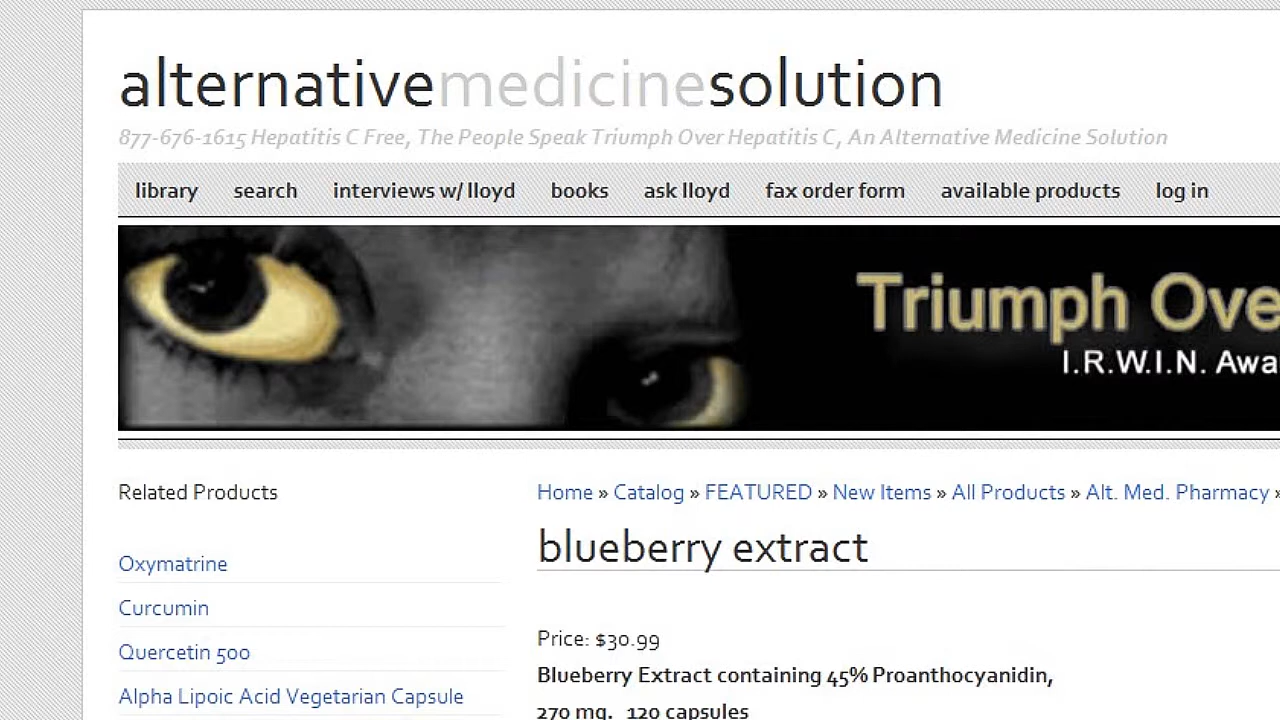 alternativemedicinesolution
877-676-1615 Hepatitis C Free, The People Speak Triumph Over Hepatitis C, An Alternative Medicine Solution
library search interviews w/ lloyd books ask lloyd fax order form available products log in
Triumph Ove
I.R.W.I.N. Awa
Related Products
Home » Catalog » FEATURED » New Items » All Products » Alt. Med. Pharmacy »
blueberry extract
Oxymatrine
Curcumin
Quercetin 500
Alpha Lipoic Acid Vegetarian Capsule
Price: $30.99
Blueberry Extract containing 45% Proanthocyanidin,
270 mg. 120 capsules